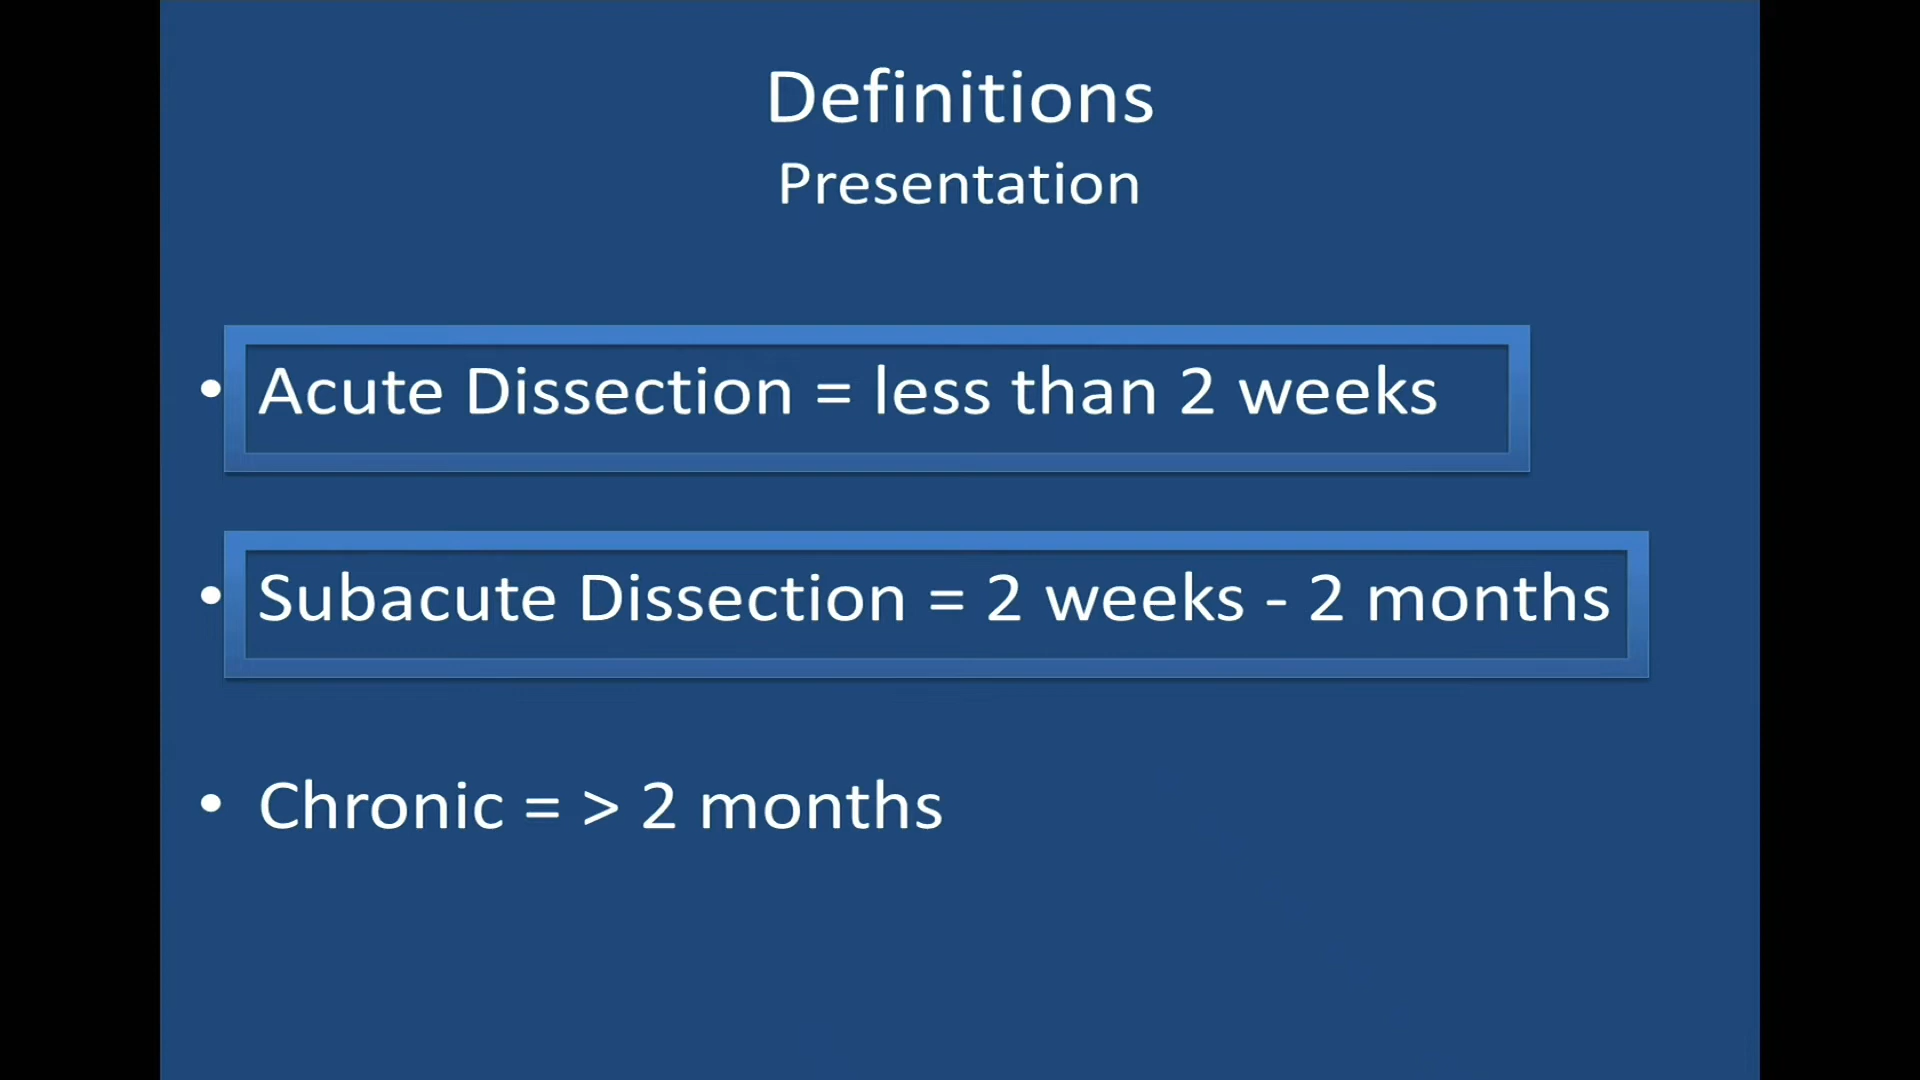 Definitions
Presentation
• Acute Dissection = less than 2 weeks
• Subacute Dissection = 2 weeks - 2 months
• Chronic = > 2 months